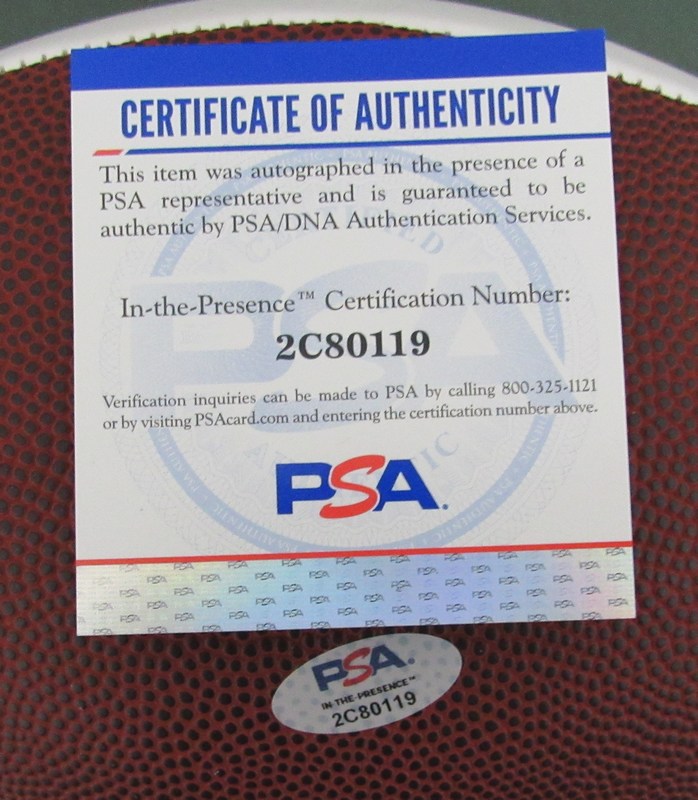 CERTIFICATE OF AUTHENTICITY
This item was autographed in the presence of a
PSA representative and is guaranteed to be
authentic by PSA/DNA Authentication Services.
In-the-Presence™ Certification Number:
2C80119
Verification inquiries can be made to PSA by calling 800-325-1121
or by visiting PSAcard.com and entering the certification number above.
PSA.
PSA.
IN-THE-PRESENCE™
2C80119